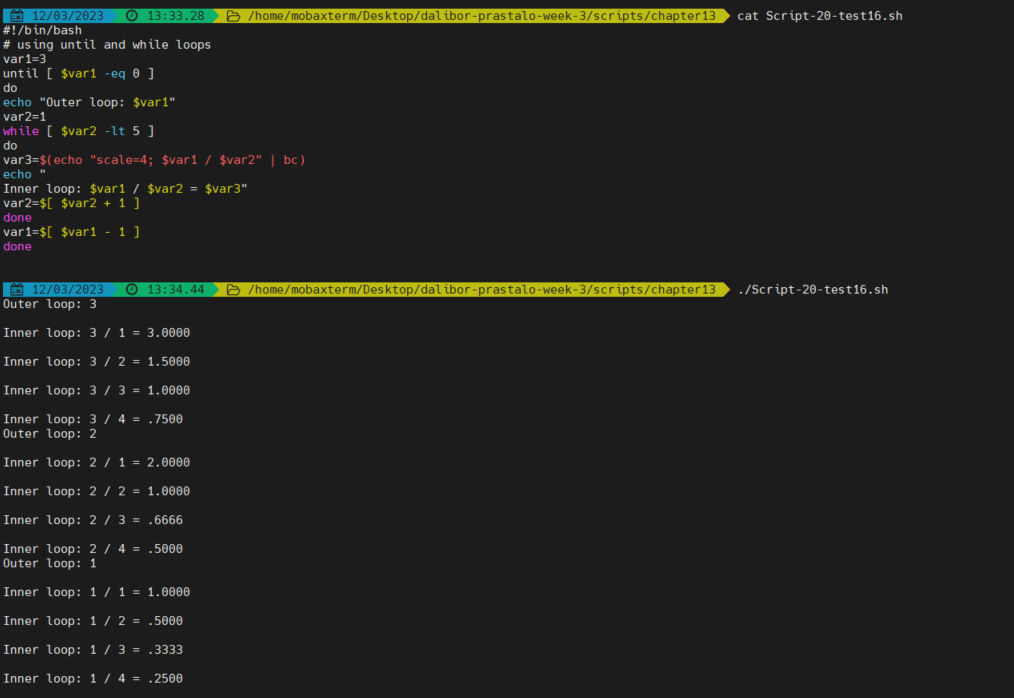 12/03/2023 13:33.28 /home/mobaxterm/Desktop/dalibor-prastalo-week-3/scripts/chapter13 cat Script-20-test16.sh
#!/bin/bash
# using until and while loops
var1=3
until [ $var1 -eq 0 ]
do
echo "Outer loop: $var1"
var2=1
while [ $var2 -lt 5 ]
do
var3=$(echo "scale=4; $var1 / $var2" | bc)
echo "
Inner loop: $var1 / $var2 = $var3"
var2=$[ $var2 + 1 ]
done
var1=$[ $var1 - 1 ]
done
12/03/2023 13:34.44 /home/mobaxterm/Desktop/dalibor-prastalo-week-3/scripts/chapter13 ./Script-20-test16.sh
Outer loop: 3
Inner loop: 3 / 1 = 3.0000
Inner loop: 3 / 2 = 1.5000
Inner loop: 3 / 3 = 1.0000
Inner loop: 3 / 4 = .7500
Outer loop: 2
Inner loop: 2 / 1 = 2.0000
Inner loop: 2 / 2 = 1.0000
Inner loop: 2 / 3 = .6666
Inner loop: 2 / 4 = .5000
Outer loop: 1
Inner loop: 1 / 1 = 1.0000
Inner loop: 1 / 2 = .5000
Inner loop: 1 / 3 = .3333
Inner loop: 1 / 4 = .2500